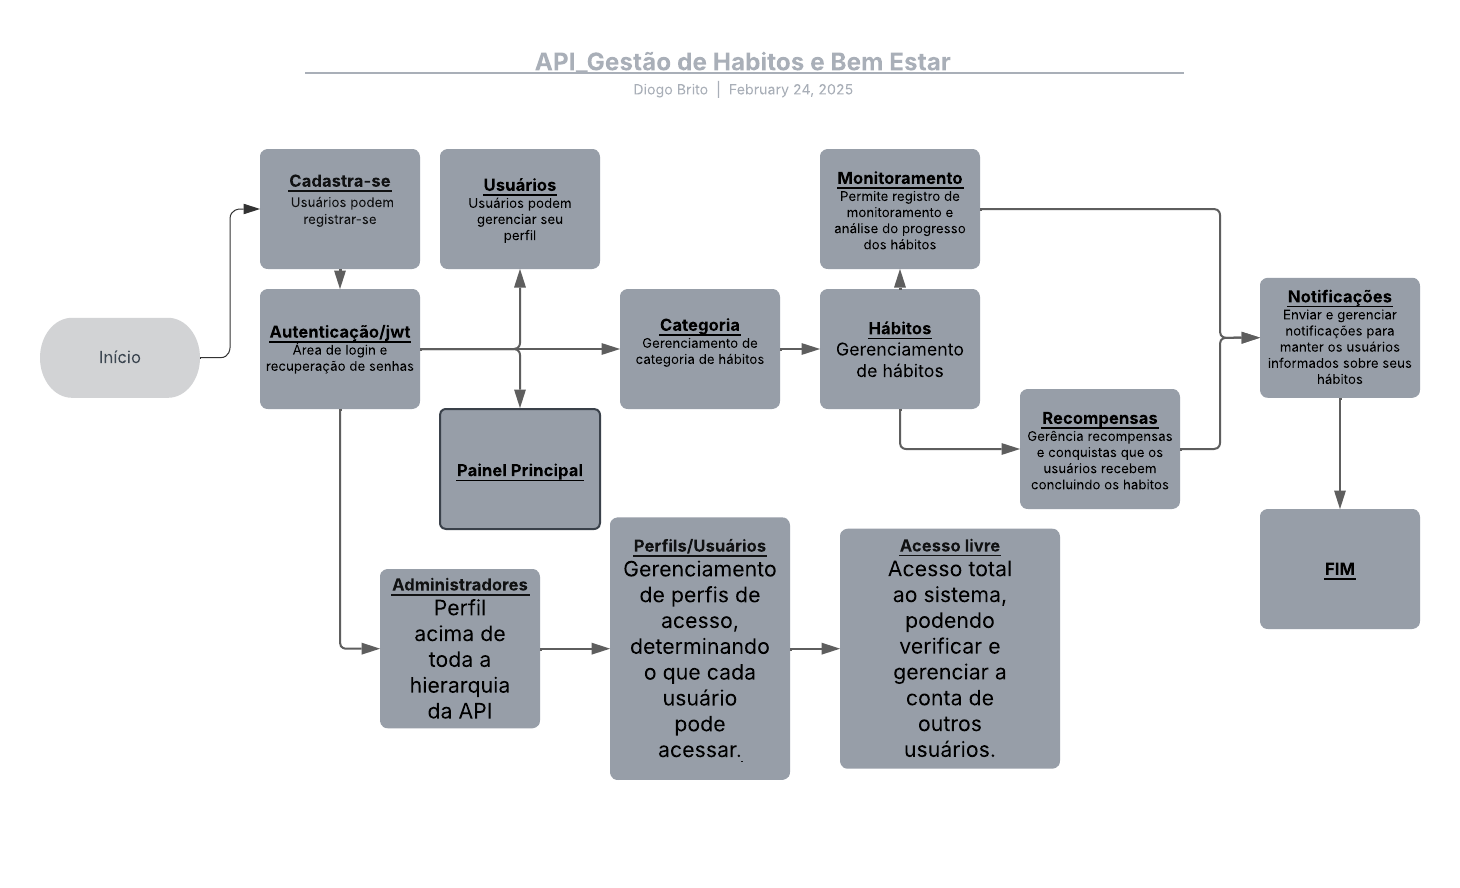 API_Gestão de Habitos e Bem Estar
Diogo Brito | February 24, 2025
Início
Cadastra-se
Usuários podem
registrar-se
Usuários
Usuários podem
gerenciar seu
perfil
Autenticação/jwt
Área de login e
recuperação de senhas
Painel Principal
Categoria
Gerenciamento de
categoria de hábitos
Monitoramento
Permite registro de
monitoramento e
análise do progresso
dos hábitos
Hábitos
Gerenciamento
de hábitos
Recompensas
Gerência recompensas
e conquistas que os
usuários recebem
concluindo os habitos
Notificações
Enviar e gerenciar
notificações para
manter os usuários
informados sobre seus
hábitos
FIM
Administradores
Perfil
acima de
toda a
hierarquia
da API
Perfils/Usuários
Gerenciamento
de perfis de
acesso,
determinando
o que cada
usuário
pode
acessar.
Acesso livre
Acesso total
ao sistema,
podendo
verificar e
gerenciar a
conta de
outros
usuários.